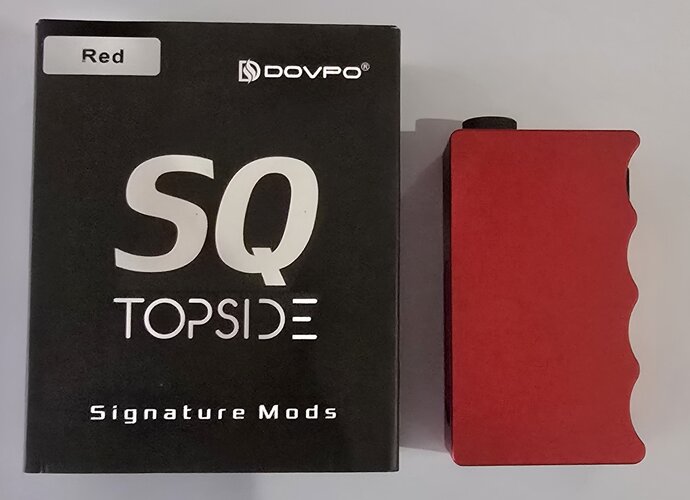 Red
DOVPO®
SQ
TOPSIDE
Signature Mods